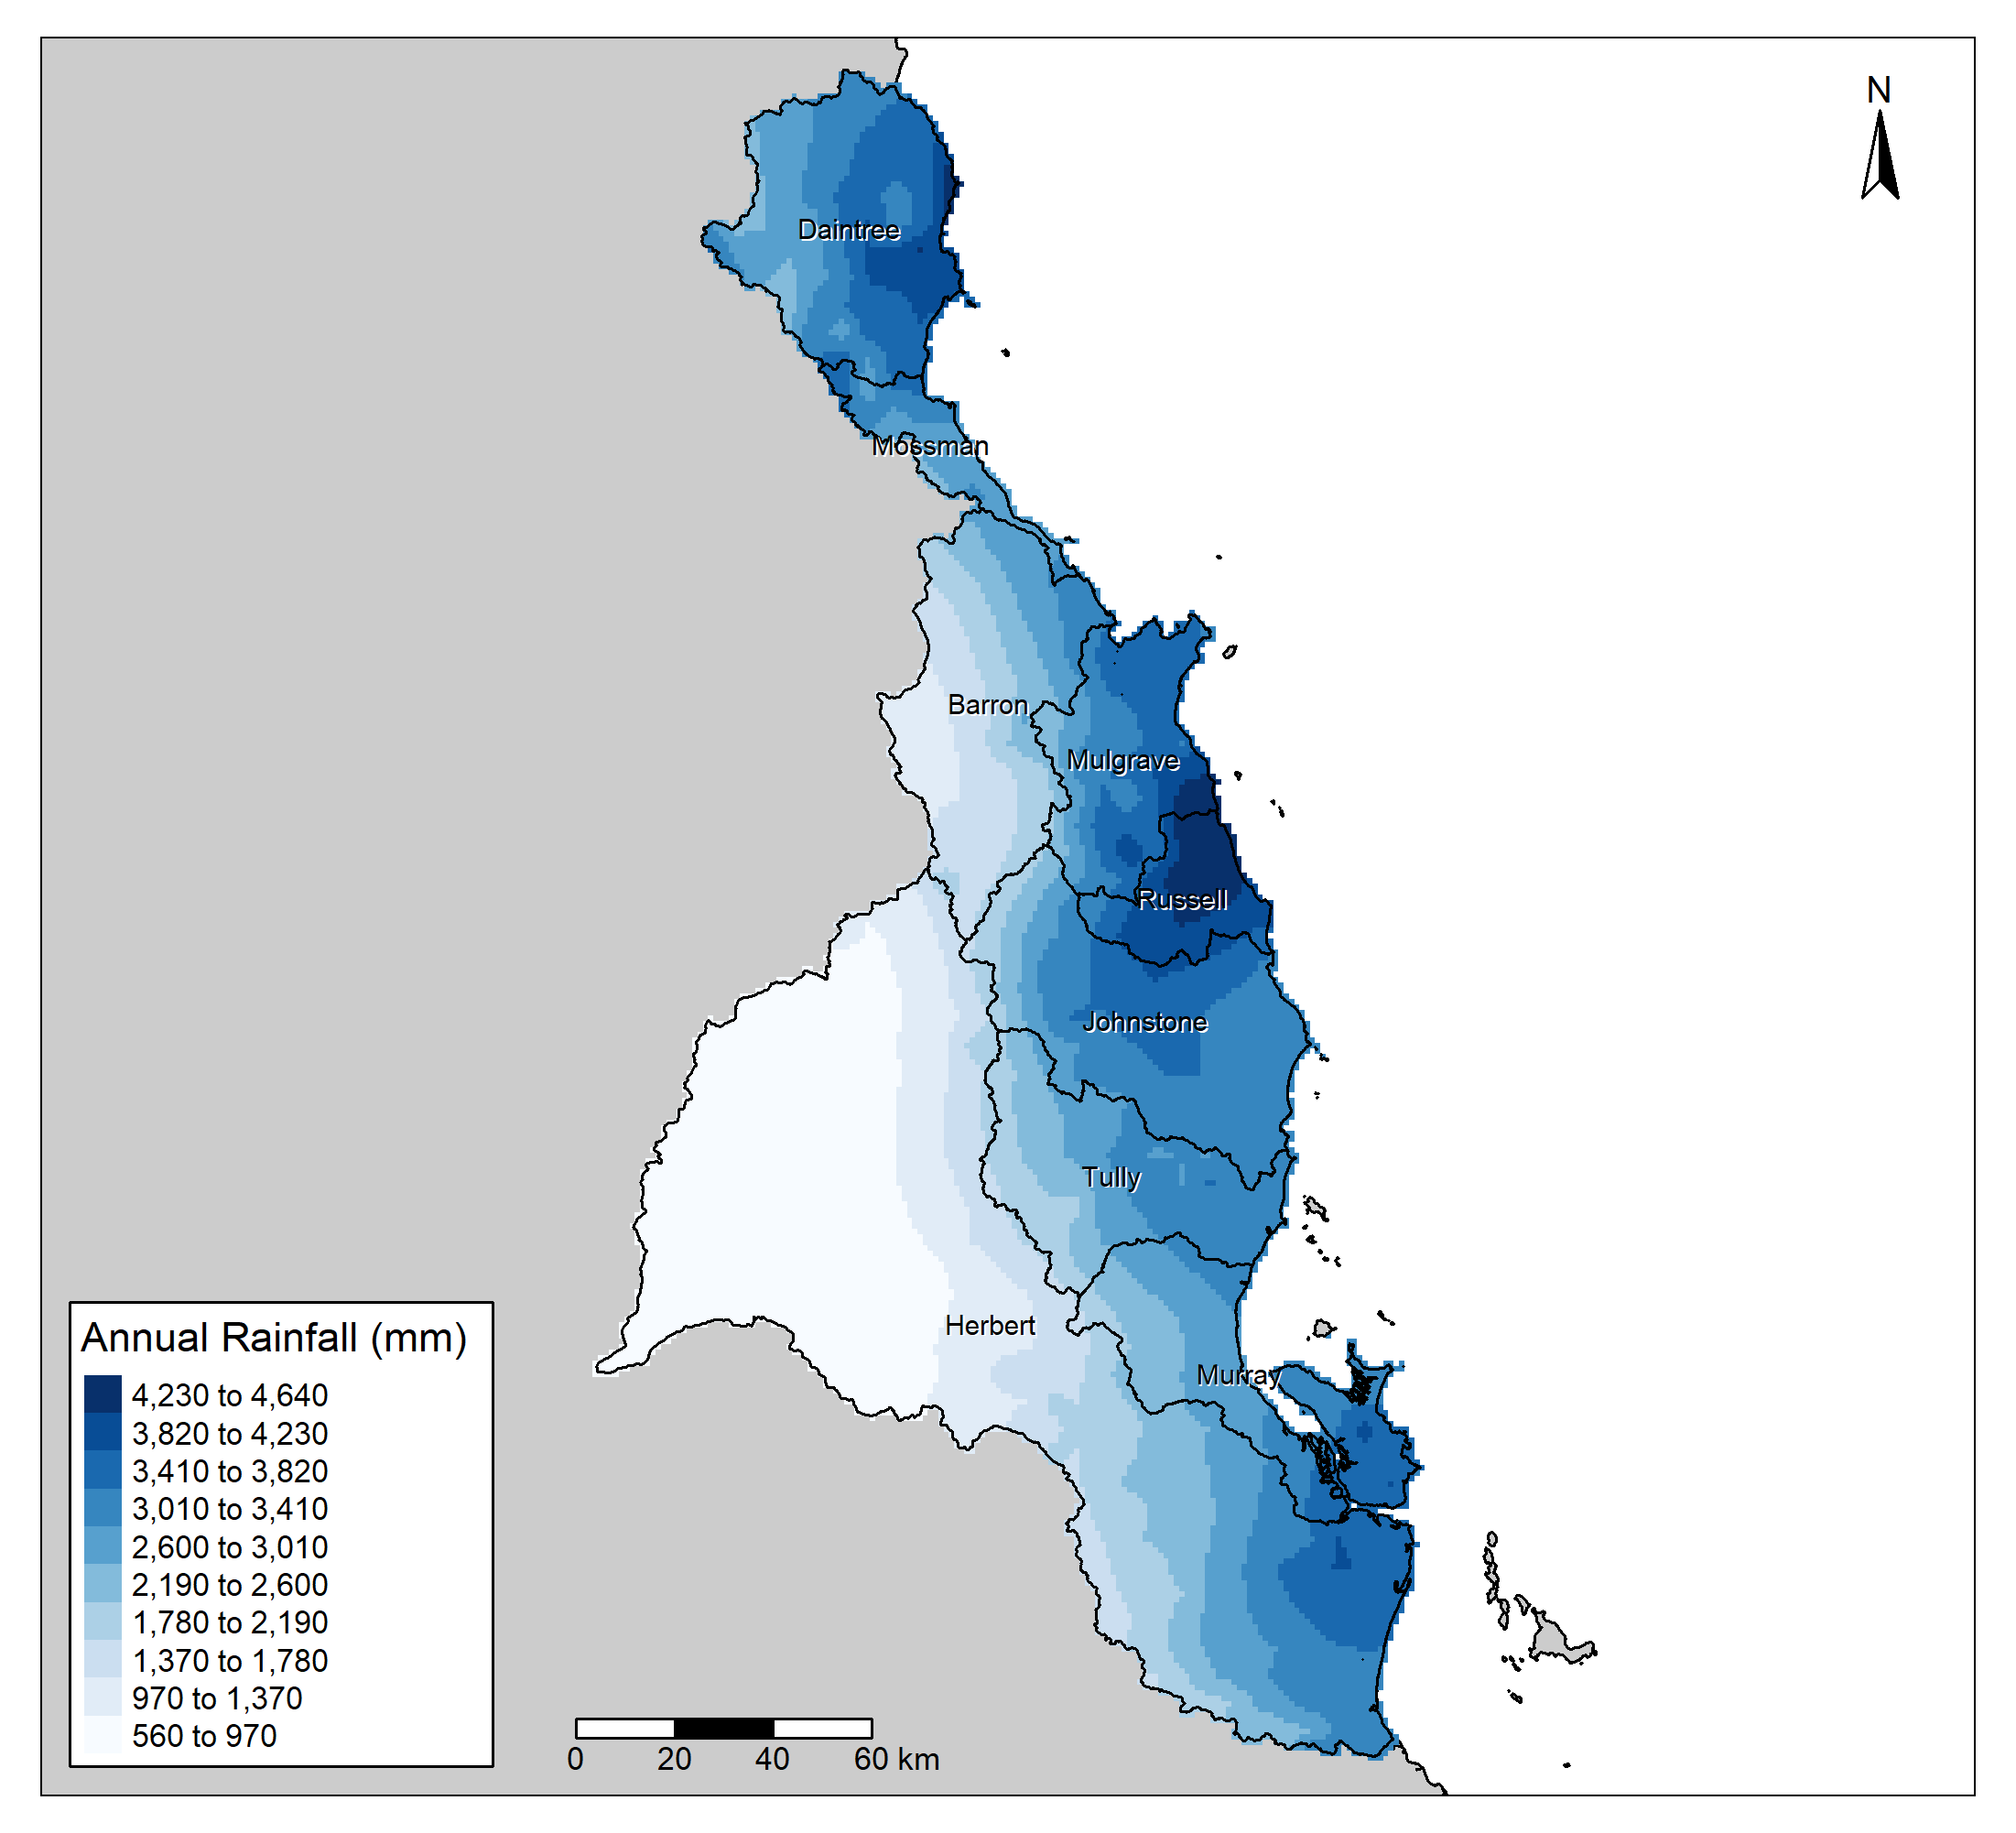 N
Daintree
Mossman
Barron
Mulgrave
Russell
Johnstone
Tully
Herbert
Murray
Annual Rainfall (mm)
4,230 to 4,640
3,820 to 4,230
3,410 to 3,820
3,010 to 3,410
2,600 to 3,010
2,190 to 2,600
1,780 to 2,190
1,370 to 1,780
970 to 1,370
560 to 970
0 20 40 60 km